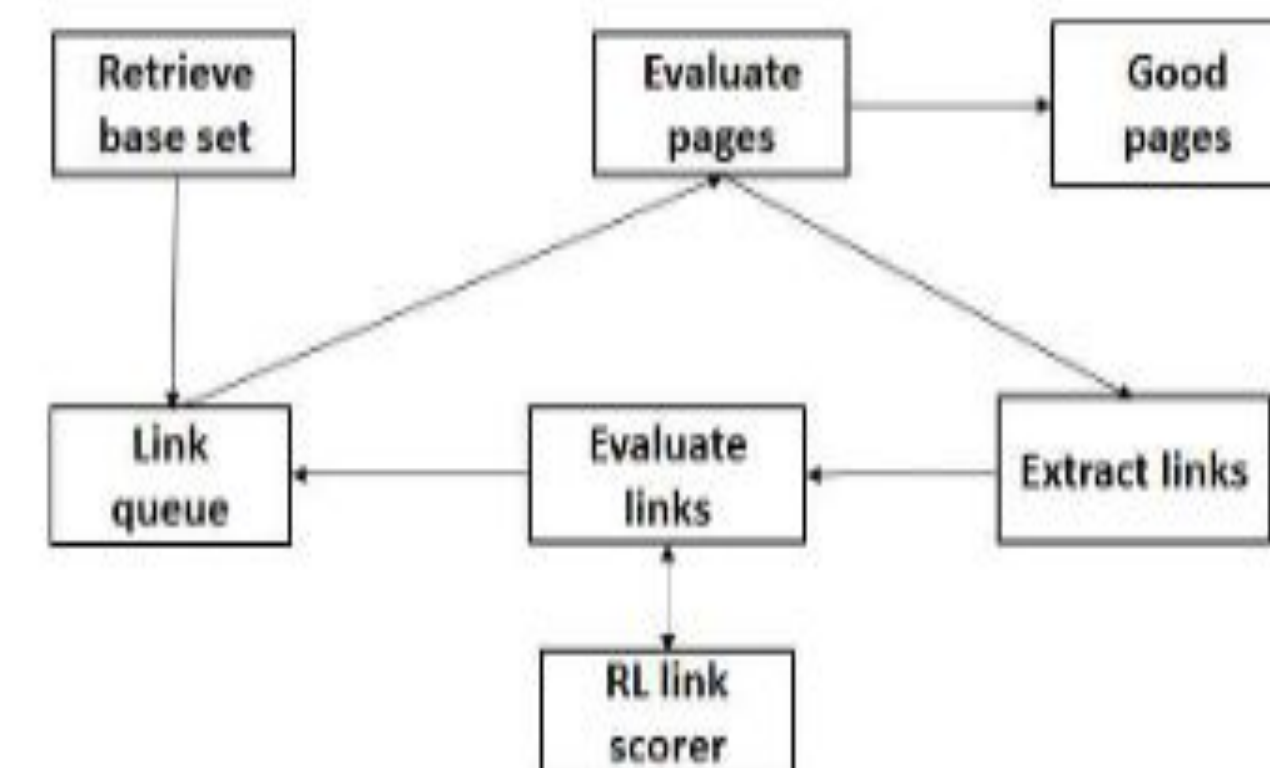 Retrieve
base set
Evaluate
pages
Good
pages
Link
queue
Evaluate
links
Extract links
RL link
scorer